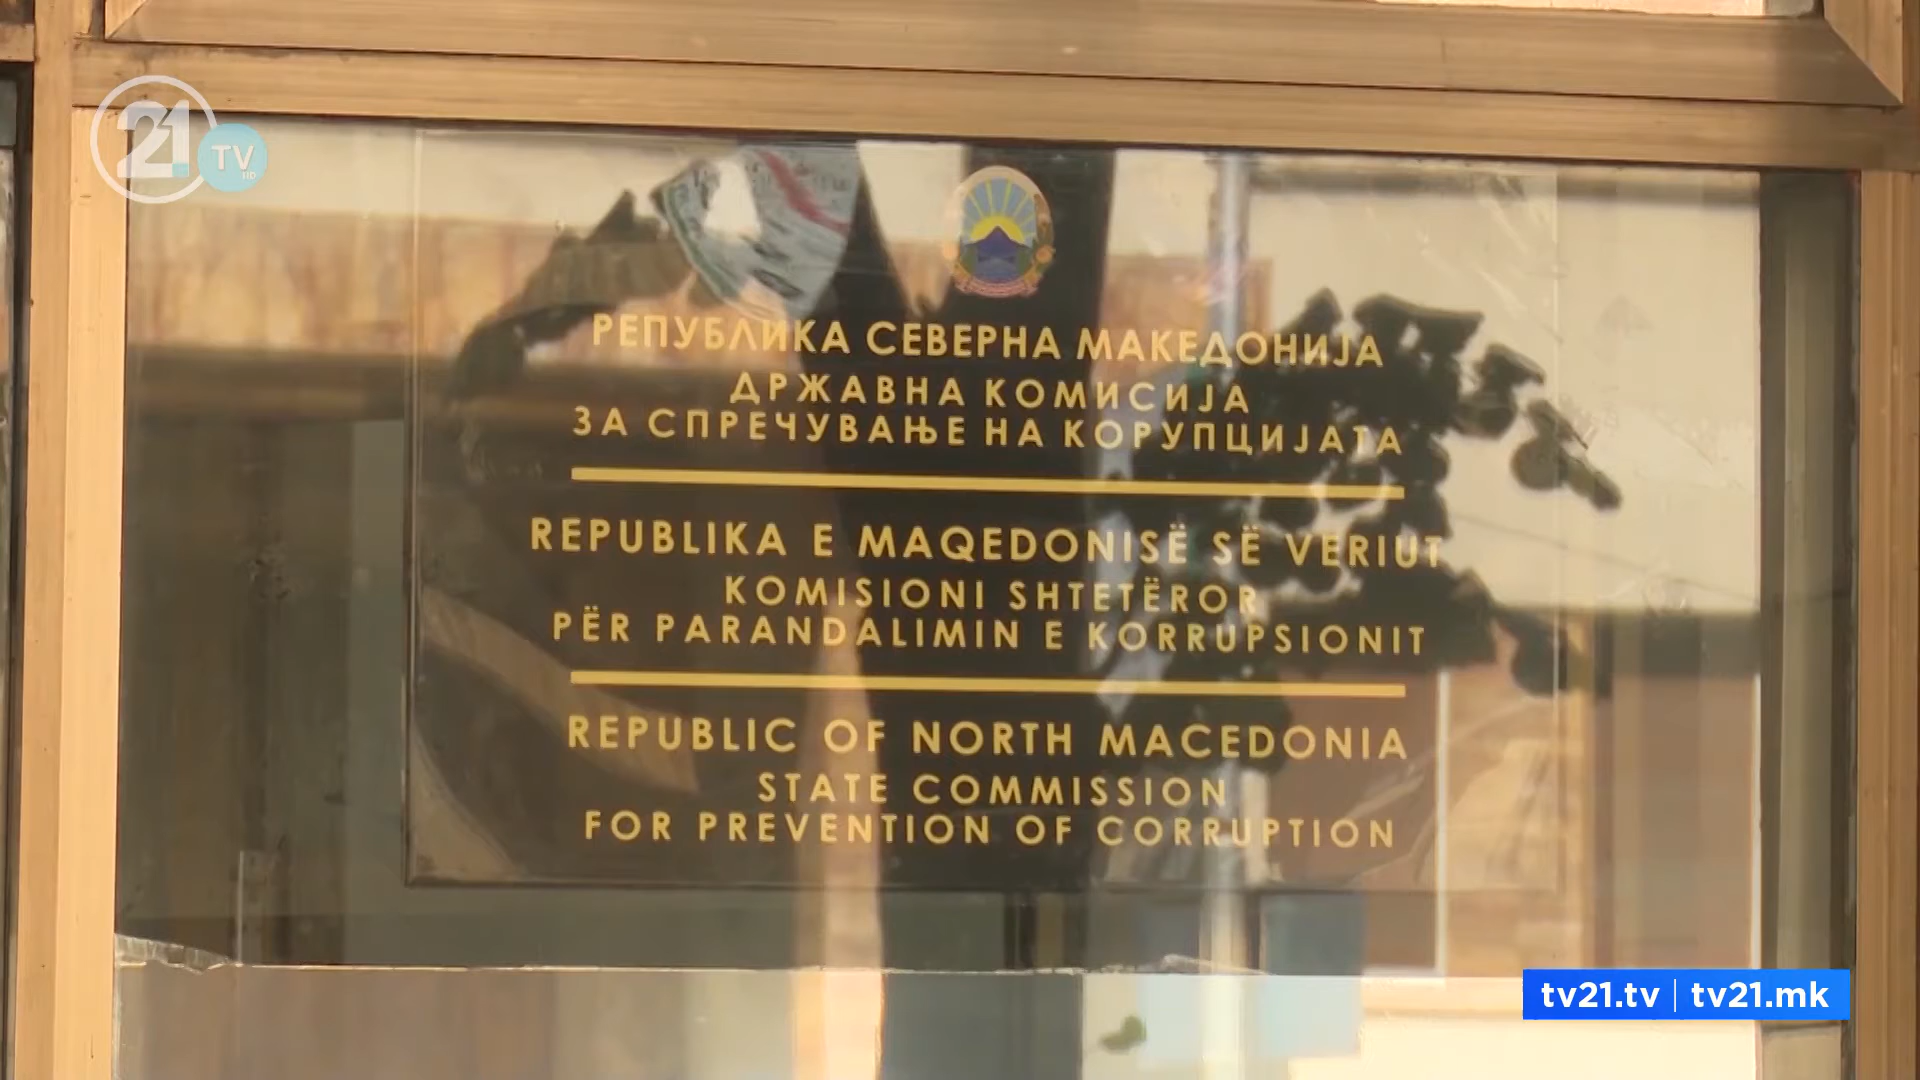 21. TV HD
РЕПУБЛИКА СЕВЕРНА МАКЕДОНИЈА
ДРЖАВНА КОМИСИЈА
ЗА СПРЕЧУВАЊЕ НА КОРУПЦИЈАТА
REPUBLIKA E MAQEDONISË SË VERIUT
KOMISIONI SHTETËROR
PËR PARANDALIMIN E KORRUPSIONIT
REPUBLIC OF NORTH MACEDONIA
STATE COMMISSION
FOR PREVENTION OF CORRUPTION
tv21.tv | tv21.mk